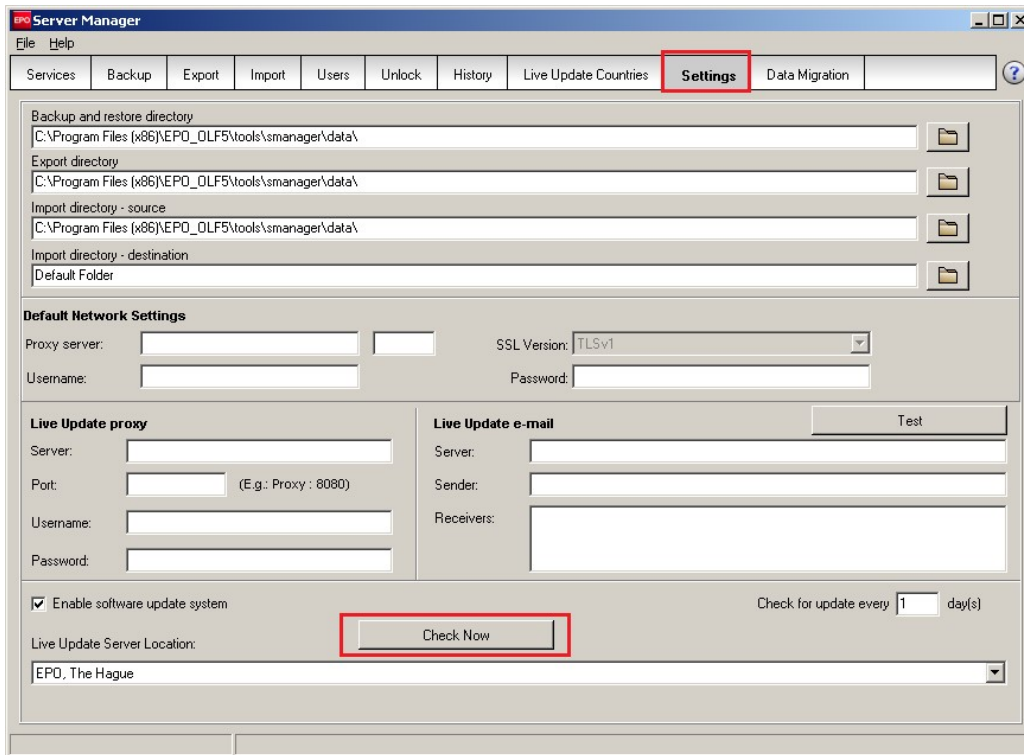 EPO Server Manager
File Help
Services Backup Export Import Users Unlock History Live Update Countries Settings Data Migration ?
Backup and restore directory
C:\Program Files (x86)\EPO_OLF5\tools\smanager\data\
Export directory
C:\Program Files (x86)\EPO_OLF5\tools\smanager\data\
Import directory - source
C:\Program Files (x86)\EPO_OLF5\tools\smanager\data\
Import directory - destination
Default Folder
Default Network Settings
Proxy server: SSL Version: TLSv1
Username: Password:
Live Update proxy Live Update e-mail Test
Server: Server:
Port: (E.g.: Proxy : 8080) Sender:
Username: Receivers:
Password:
Enable software update system Check for update every 1 day(s)
Check Now
Live Update Server Location:
EPO, The Hague